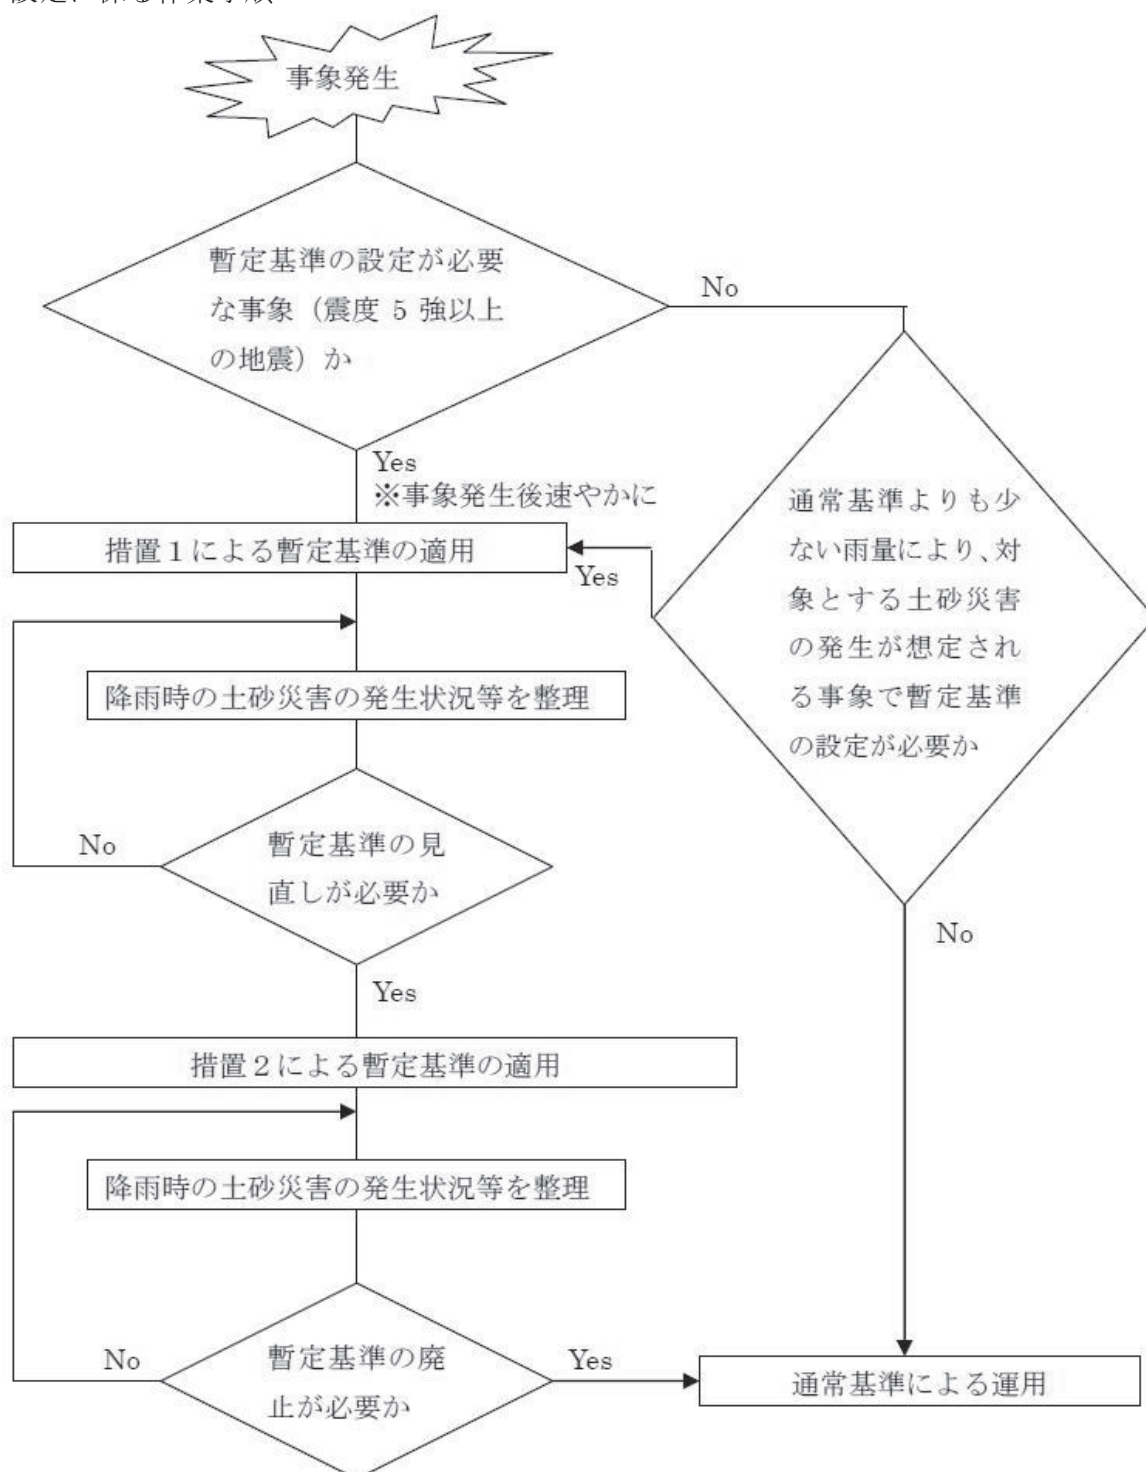 事象発生
暫定基準の設定が必要
な事象（震度 5 強以上
の地震）か
No
Yes
※事象発生後速やかに
措置１による暫定基準の適用
Yes
通常基準よりも少
ない雨量により、対
象とする土砂災害
の発生が想定され
る事象で暫定基準
の設定が必要か
降雨時の土砂災害の発生状況等を整理
No
暫定基準の見
直しが必要か
No
Yes
措置２による暫定基準の適用
降雨時の土砂災害の発生状況等を整理
No
暫定基準の廃
止が必要か
Yes
通常基準による運用